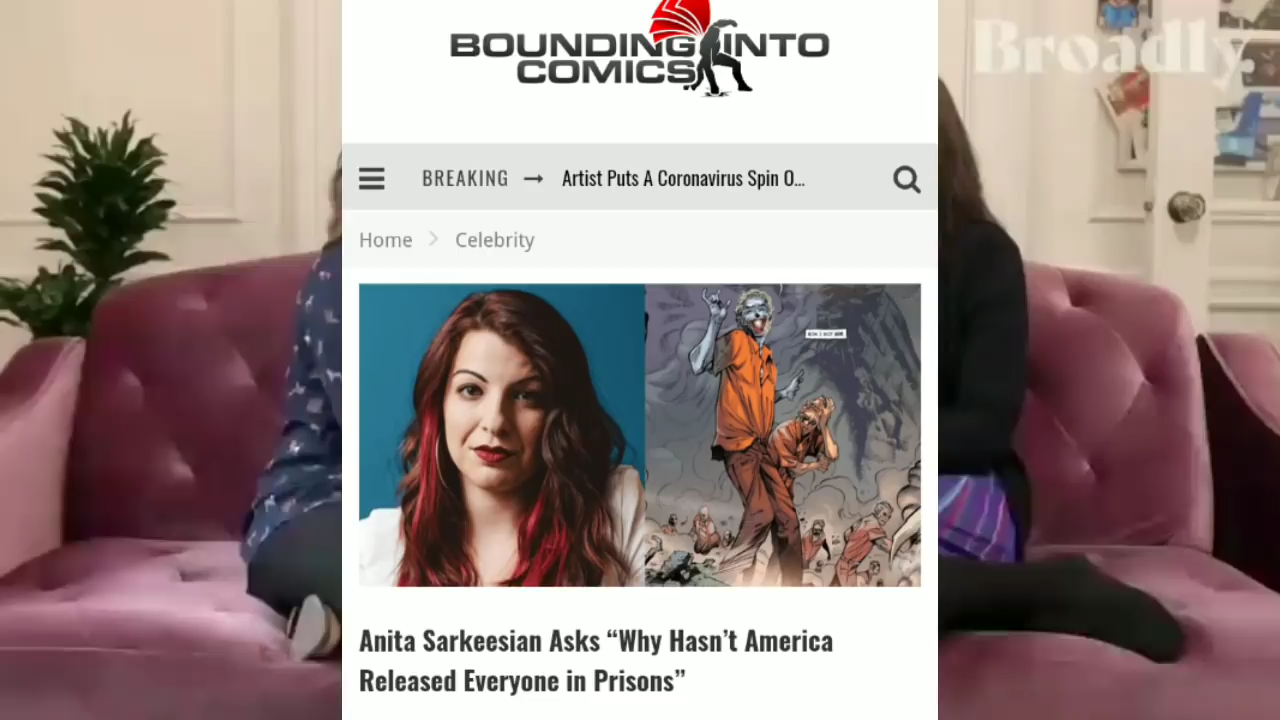 Broadly.
BOUNDING INTO
COMICS
BREAKING → Artist Puts A Coronavirus Spin O...
Home > Celebrity
Anita Sarkeesian Asks “Why Hasn’t America
Released Everyone in Prisons”